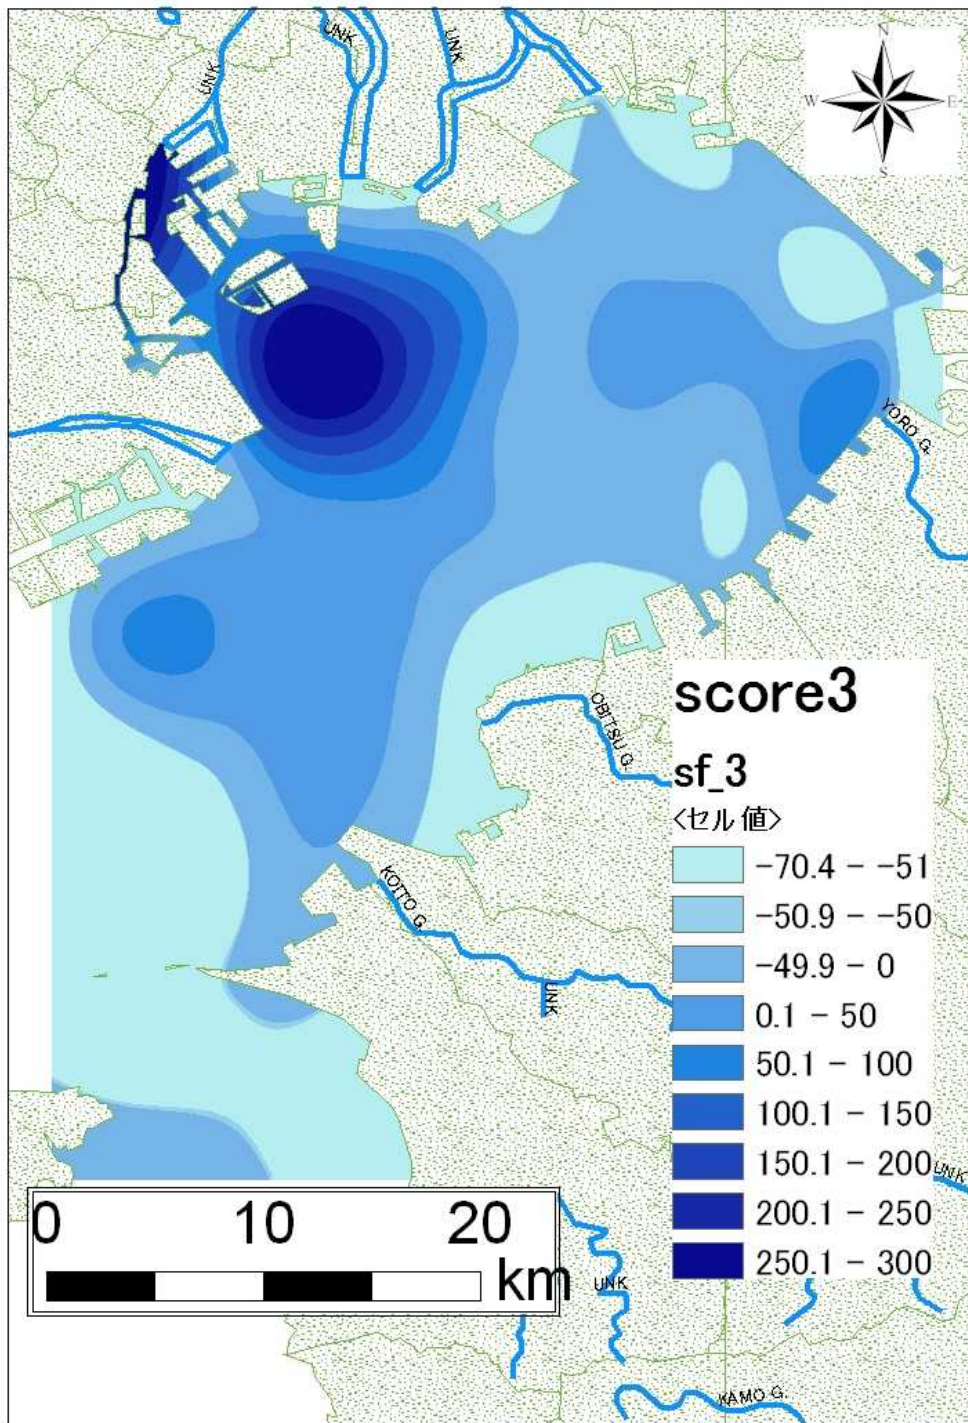 N
W E
S
UNK
UNK
UNK
YORO G.
OBITSU G.
KOITO G.
UNK
score3
sf_3
<セル値>
-70.4 - -51
-50.9 - -50
-49.9 - 0
0.1 - 50
50.1 - 100
100.1 - 150
150.1 - 200
200.1 - 250
250.1 - 300
UNK
0 10 20
km
UNK
KAMO G.